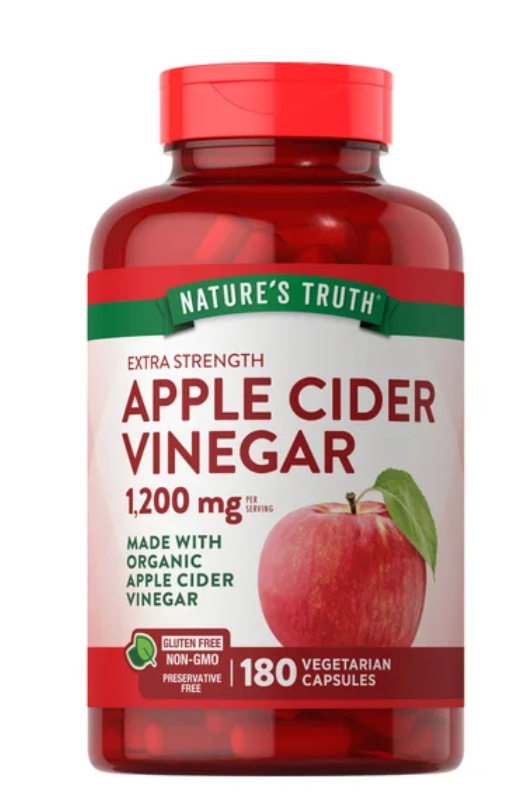 NATURE'S TRUTH®
EXTRA STRENGTH
APPLE CIDER
VINEGAR
1,200 mg PER SERVING
MADE WITH
ORGANIC
APPLE CIDER
VINEGAR
GLUTEN FREE
NON-GMO
PRESERVATIVE
FREE
180 VEGETARIAN
CAPSULES